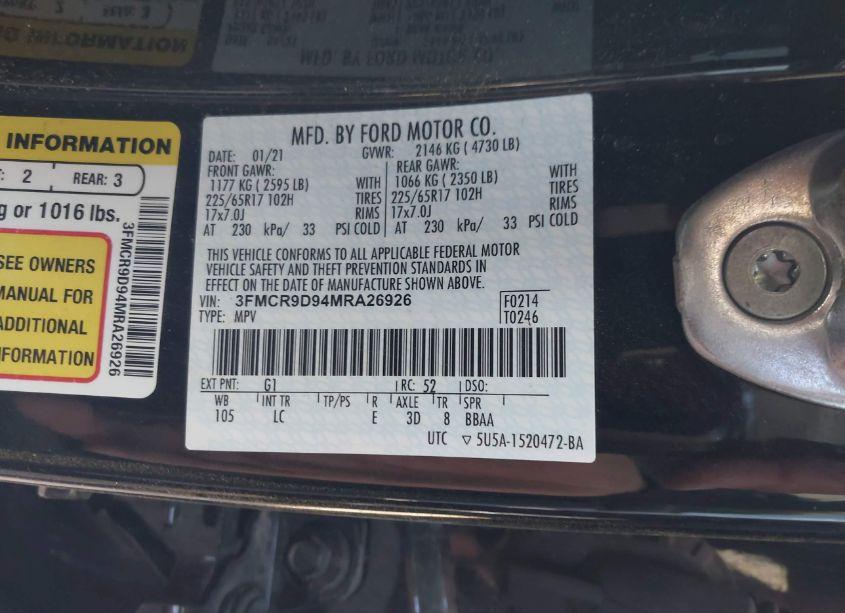 MFD. BY FORD MOTOR CO.
DATE: 01/21 GVWR: 2146 KG ( 4730 LB)
FRONT GAWR: REAR GAWR:
1177 KG ( 2595 LB) WITH 1066 KG ( 2350 LB) WITH
225/65R17 102H TIRES 225/65R17 102H TIRES
17x7.0J RIMS 17x7.0J RIMS
AT 230 kPa/ 33 PSI COLD AT 230 kPa/ 33 PSI COLD
THIS VEHICLE CONFORMS TO ALL APPLICABLE FEDERAL MOTOR
VEHICLE SAFETY AND THEFT PREVENTION STANDARDS IN
EFFECT ON THE DATE OF MANUFACTURE SHOWN ABOVE.
VIN: 3FMCR9D94MRA26926 F0214
TYPE: MPV T0246
EXT PNT: G1 RC: 52 DSO:
WB INT TR TP/PS R AXLE TR SPR
105 LC E 3D 8 BBAA
UTC ▽ 5U5A-1520472-BA
INFORMATION
2 REAR: 3
1016 lbs.
SEE OWNERS
MANUAL FOR
ADDITIONAL
INFORMATION
3FMCR9D94MRA26926